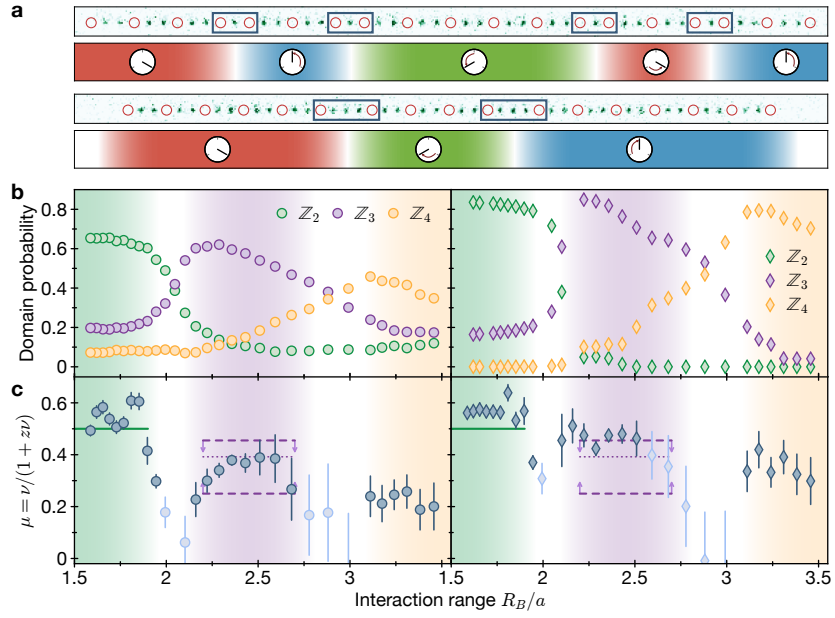 a
b
Domain probability
0.8
0.6
0.4
0.2
0
ℤ2 ℤ3 ℤ4
ℤ2
ℤ3
ℤ4
c
μ = ν/(1 + zν)
0.6
0.4
0.2
0
1.5 2 2.5 3 1.5 2 2.5 3 3.5
Interaction range R_B/a